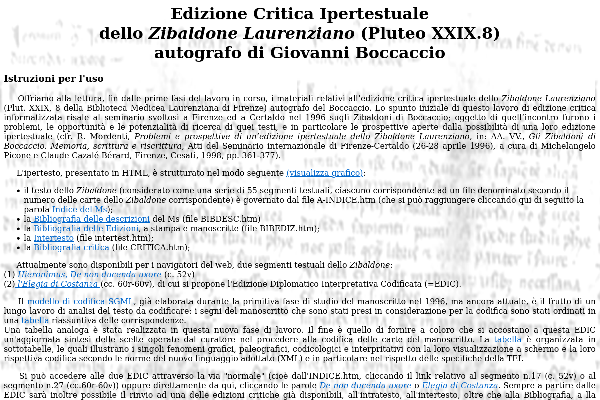 Edizione Critica Ipertestuale
dello Zibaldone Laurenziano (Pluteo XXIX.8)
autografo di Giovanni Boccaccio
Istruzioni per l'uso
Offriamo alla lettura, fin dalle prime fasi del lavoro in corso, i materiali relativi all'edizione critica ipertestuale dello Zibaldone Laurenziano
(Plut. XXIX, 8 della Biblioteca Medicea Laurenziana di Firenze) autografo del Boccaccio. Lo spunto iniziale di questo lavoro di edizione critica
informatizzata risale al seminario svoltosi a Firenze ed a Certaldo nel 1996 sugli Zibaldoni di Boccaccio; oggetto di quell'incontro furono i
problemi, le opportunità e le potenzialità di ricerca di quei testi, e in particolare le prospettive aperte dalla possibilità di una loro edizione
ipertestuale (cfr. R. Mordenti, Problemi e prospettive di un'edizione ipertestuale dello Zibaldone Laurenziano, in: AA. VV., Gli Zibaldoni di
Boccaccio. Memoria, scrittura e riscrittura, Atti del Seminario internazionale di Firenze-Certaldo (26-28 aprile 1996), a cura di Michelangelo
Picone e Claude Cazalé Bérard, Firenze, Cesati, 1998, pp. 361-377).
L'ipertesto, presentato in HTML, è strutturato nel modo seguente (visualizza grafico):
• il testo dello Zibaldone (considerato come una serie di 55 segmenti testuali, ciascuno corrispondente ad un file denominato secondo il
numero delle carte dello Zibaldone corrispondente) è governato dal file A-INDICE.htm (che si può raggiungere cliccando qui di seguito la
parola Indice del Ms);
• la Bibliografia delle descrizioni del Ms (file BIBDESC.htm)
• la Bibliografia delle Edizioni, a stampa e manoscritte (file BIBEDIZ.htm);
• la Intertesto (file intertest.htm);
• la Bibliografia critica (file CRITICA.htm);
Attualmente sono disponibili per i navigatori del web, due segmenti testuali dello Zibaldone:
(1) Hieronimus, De non ducenda uxore (c. 52v)
(2) l'Elegia di Costanza (cc. 60r-60v), di cui si propone l'Edizione Diplomatico Interpretativa Codificata (=EDIC).
Il modello di codifica SGML, già elaborata durante la primitiva fase di studio del manoscritto nel 1996, ma ancora attuale, è il frutto di un
lungo lavoro di analisi del testo da codificare: i segni del manoscritto che sono stati presi in considerazione per la codifica sono stati ordinati in
una tabella riassuntiva delle corrispondenze.
Una tabella analoga è stata realizzata in questa nuova fase di lavoro. Il fine è quello di fornire a coloro che si accostano a questa EDIC
un'aggiornata sintesi delle scelte operate dal curatore nel procedere alla codifica delle carte del manoscritto. La tabella è organizzata in
sottotabelle, le quali illustrano i singoli fenomeni grafici, paleografici, codicologici e interpretativi con la loro visualizzazione a schermo e la loro
rispettiva codifica secondo le norme del nuovo linguaggio adottato (XML) e in particolare nel rispetto delle specifiche della TEI.
Si può accedere alle due EDIC attraverso la via "normale" (cioè dall'INDICE.htm, cliccando il link relativo al segmento n.17 (c. 52v) o al
segmento n.27 (cc.60r-60v)) oppure direttamente da qui, cliccando le parole De non ducenda uxore o Elegia di Costanza. Sempre a partire dalle
EDIC sarà inoltre possibile il rinvio ad una delle edizioni critiche già disponibili, all'intratesto, all'intertesto, oltre che alla Bibliografia, a lla